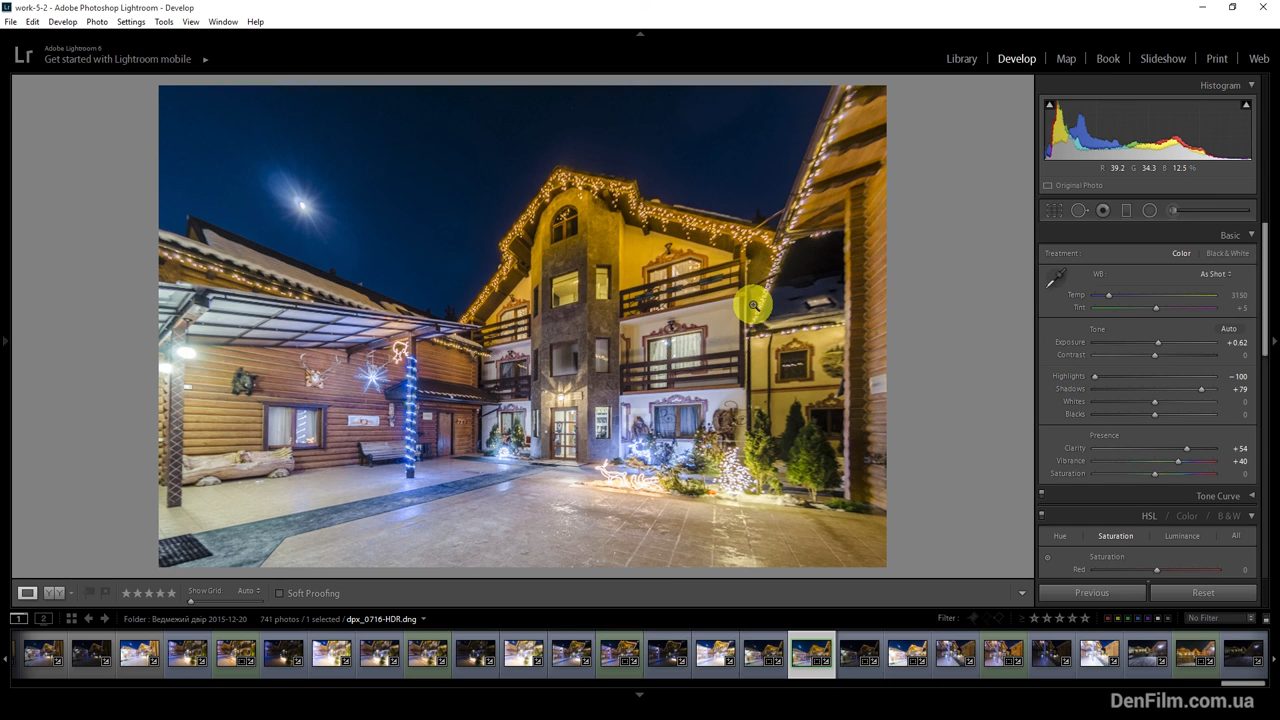 work-5-2 - Adobe Photoshop Lightroom - Develop
File Edit Develop Photo Settings Tools View Window Help
Lr
Adobe Lightroom 6
Get started with Lightroom mobile
Library Develop Map Book Slideshow Print Web
Histogram
R 39.2 G 34.3 B 12.5 %
Original Photo
Basic
Treatment : Color Black & White
WB : As Shot
Temp 3150
Tint + 5
Tone Auto
Exposure +0.62
Contrast 0
Highlights −100
Shadows +79
Whites 0
Blacks 0
Presence
Clarity +54
Vibrance +40
Saturation 0
Tone Curve
HSL / Color / B & W
Hue Saturation Luminance All
Saturation
Red 0
Previous Reset
Show Grid: Auto Soft Proofing
1 2 Folder : Ведмежий двір 2015-12-20 741 photos / 1 selected / dpx_0716-HDR.dng Filter : No Filter
DenFilm.com.ua